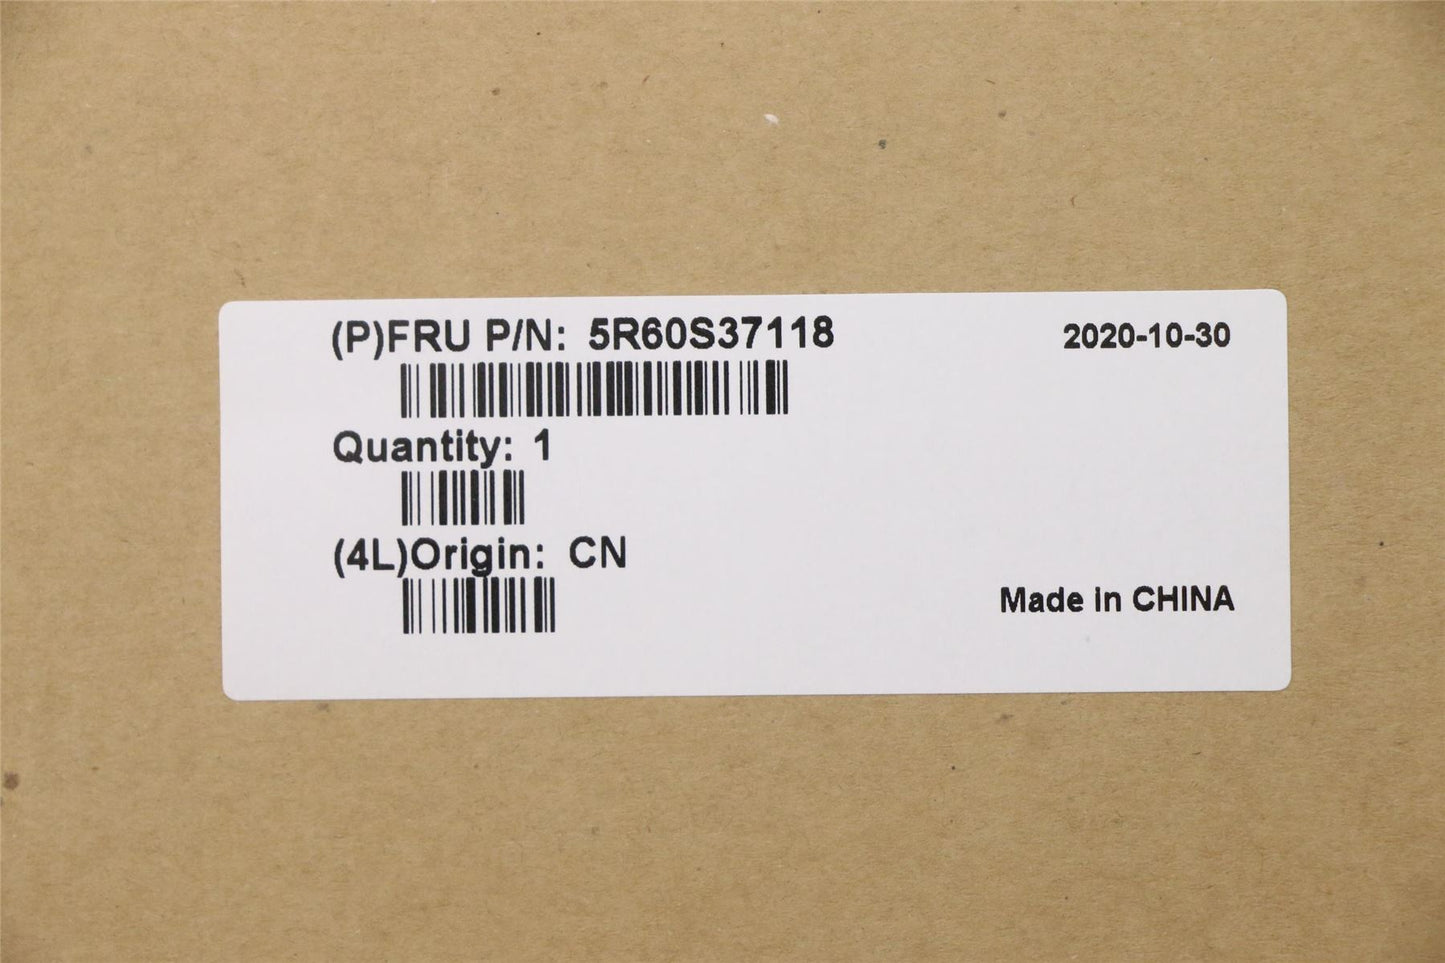 (P)FRU P/N: 5R60S37118
2020-10-30
Quantity: 1
(4L)Origin: CN
Made in CHINA